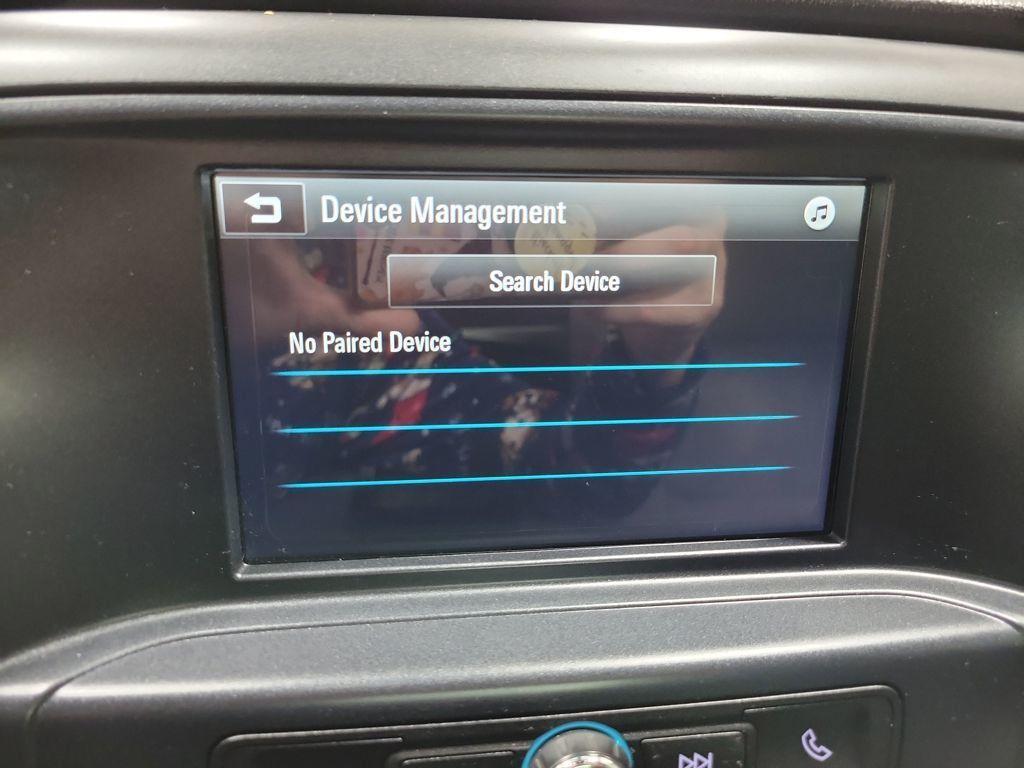 Device Management
Search Device
No Paired Device